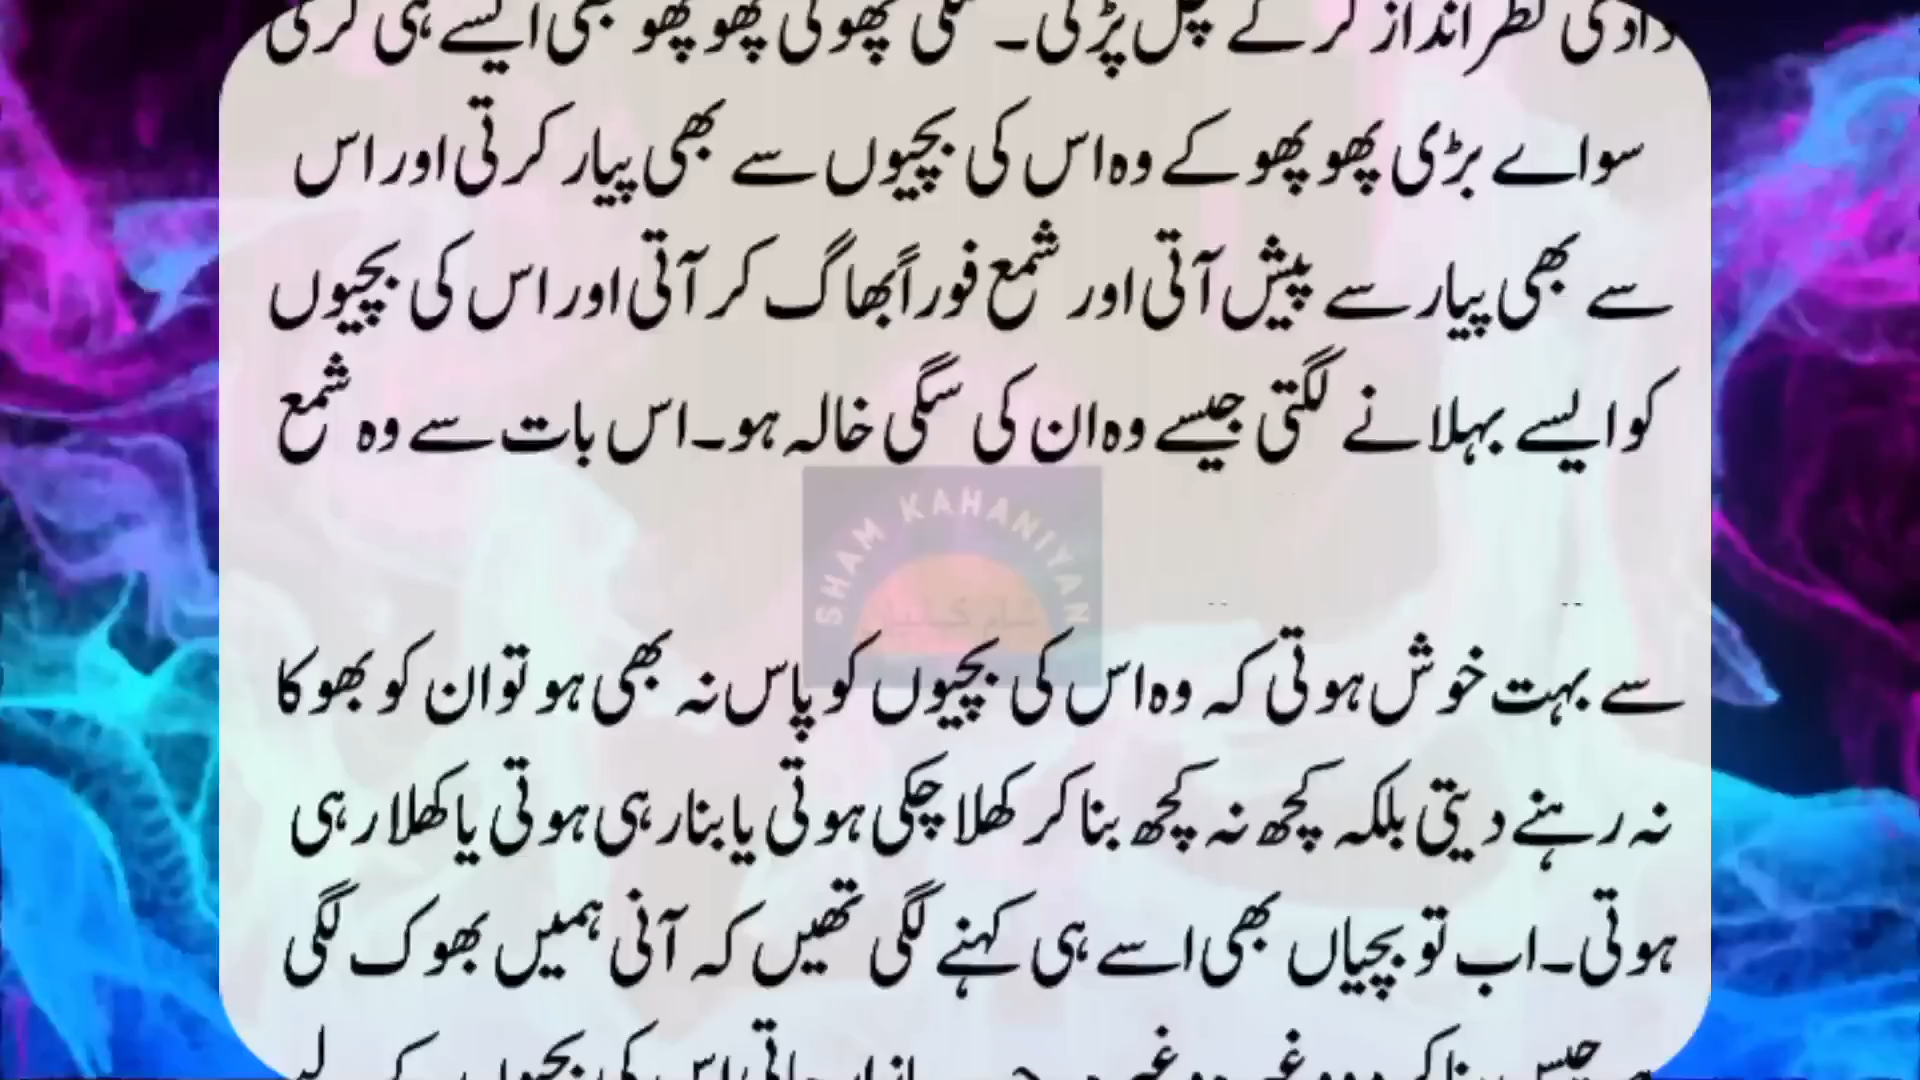 دادی نظر انداز کر کے چل پڑتی۔ سگی چھوٹی پھوپھو بھی ایسے ہی کرتی
سواے بڑی پھوپھو کے وہ اس کی بچیوں سے بھی پیار کرتی اور اس
سے بھی پیار سے پیش آتی اور شمع فوراً بھاگ کر آتی اور اس کی بچیوں
کو ایسے بہلانے لگتی جیسے وہ ان کی سگی خالہ ہو۔ اس بات سے وہ شمع
SHAM KAHANIYAN
سے بہت خوش ہوتی کہ وہ اس کی بچیوں کو پاس نہ بھی ہو تو ان کو بھوکا
نہ رہنے دیتی بلکہ کچھ نہ کچھ بنا کر کھلا چکی ہوتی یا بنا رہی ہوتی یا کھلا رہی
ہوتی۔ اب تو بچیاں بھی اسے ہی کہنے لگی تھیں کہ آنی ہمیں بھوک لگی